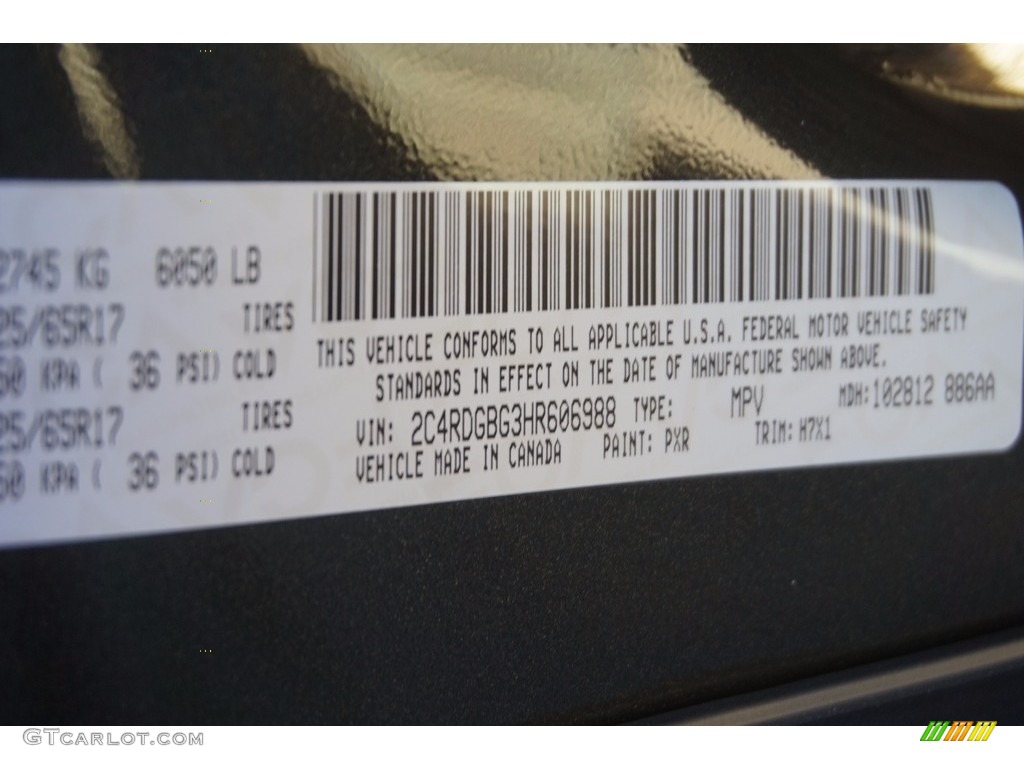 2745 KG 6050 LB
25/65R17 TIRES
60 KPA ( 36 PSI) COLD
25/65R17 TIRES
60 KPA ( 36 PSI) COLD
THIS VEHICLE CONFORMS TO ALL APPLICABLE U.S.A. FEDERAL MOTOR VEHICLE SAFETY
STANDARDS IN EFFECT ON THE DATE OF MANUFACTURE SHOWN ABOVE.
VIN: 2C4RDGBG3HR606988 TYPE: MPV MDH:102812 886AA
VEHICLE MADE IN CANADA PAINT: PXR TRIM: H7X1
GTCARLOT.COM